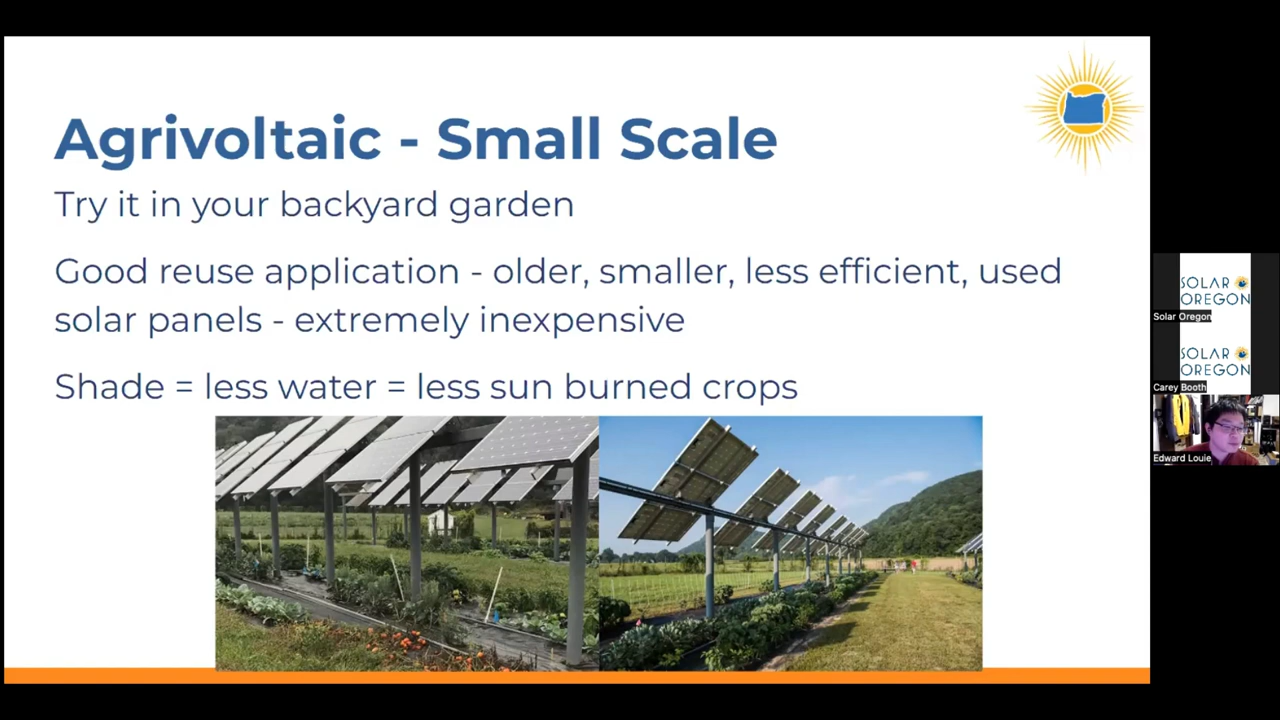 Agrivoltaic - Small Scale
Try it in your backyard garden
Good reuse application - older, smaller, less efficient, used
solar panels - extremely inexpensive
Shade = less water = less sun burned crops
SOLAR
OREGON
Solar Oregon
SOLAR
OREGON
Carey Booth
Edward Louie